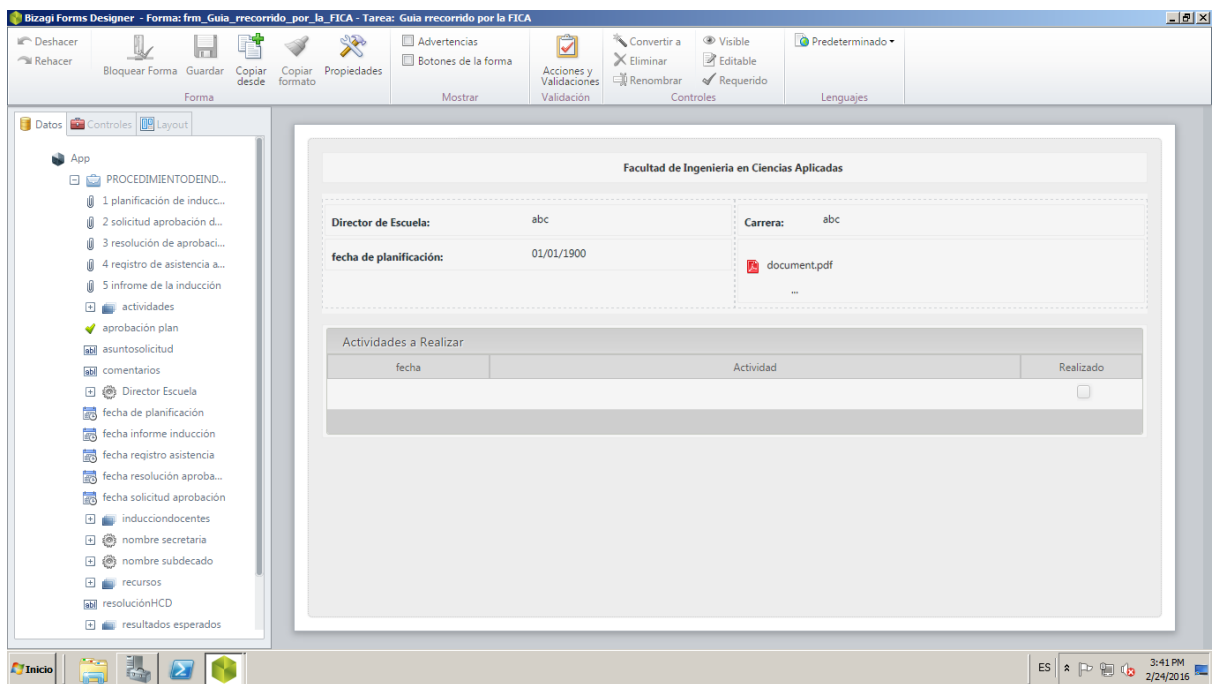 Bizagi Forms Designer - Forma: frm_Guia_rrecorrido_por_la_FICA - Tarea: Guia rrecorrido por la FICA
Deshacer
Rehacer
Bloquear Forma
Guardar
Copiar desde
Copiar formato
Propiedades
Forma
Advertencias
Botones de la forma
Mostrar
Acciones y Validaciones
Validación
Convertir a
Eliminar
Renombrar
Visible
Editable
Requerido
Controles
Predeterminado
Lenguajes
Datos Controles Layout
App
PROCEDIMIENTODEIND...
1 planificación de inducc...
2 solicitud aprobación d...
3 resolución de aprobaci...
4 registro de asistencia a...
5 infrome de la inducción
actividades
aprobación plan
asuntosolicitud
comentarios
Director Escuela
fecha de planificación
fecha informe inducción
fecha registro asistencia
fecha resolución aproba...
fecha solicitud aprobación
inducciondocentes
nombre secretaria
nombre subdecado
recursos
resoluciónHCD
resultados esperados
Facultad de Ingenieria en Ciencias Aplicadas
Director de Escuela: abc
Carrera: abc
fecha de planificación: 01/01/1900
document.pdf
...
Actividades a Realizar
fecha Actividad Realizado
Inicio
ES
3:41 PM
2/24/2016